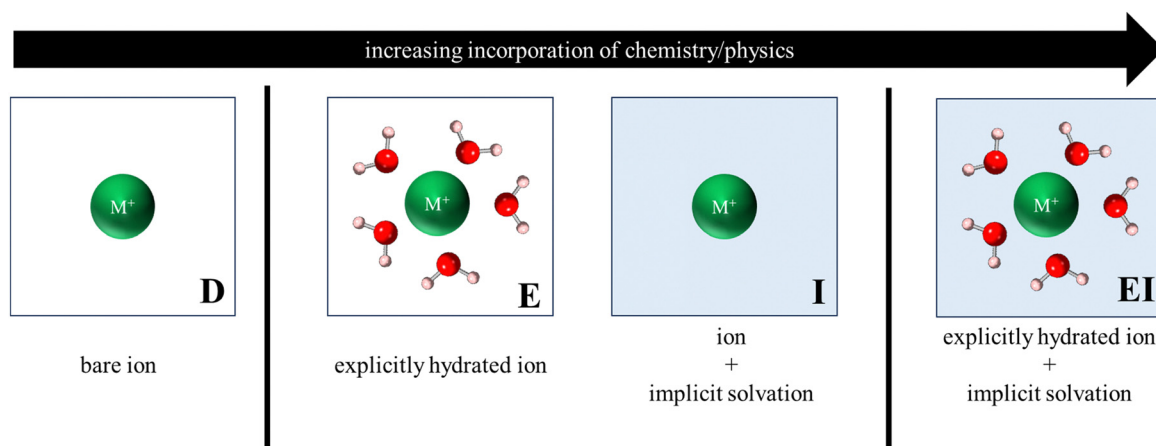 increasing incorporation of chemistry/physics
M⁺
D
bare ion
M⁺
E
explicitly hydrated ion
M⁺
I
ion
+
implicit solvation
M⁺
EI
explicitly hydrated ion
+
implicit solvation